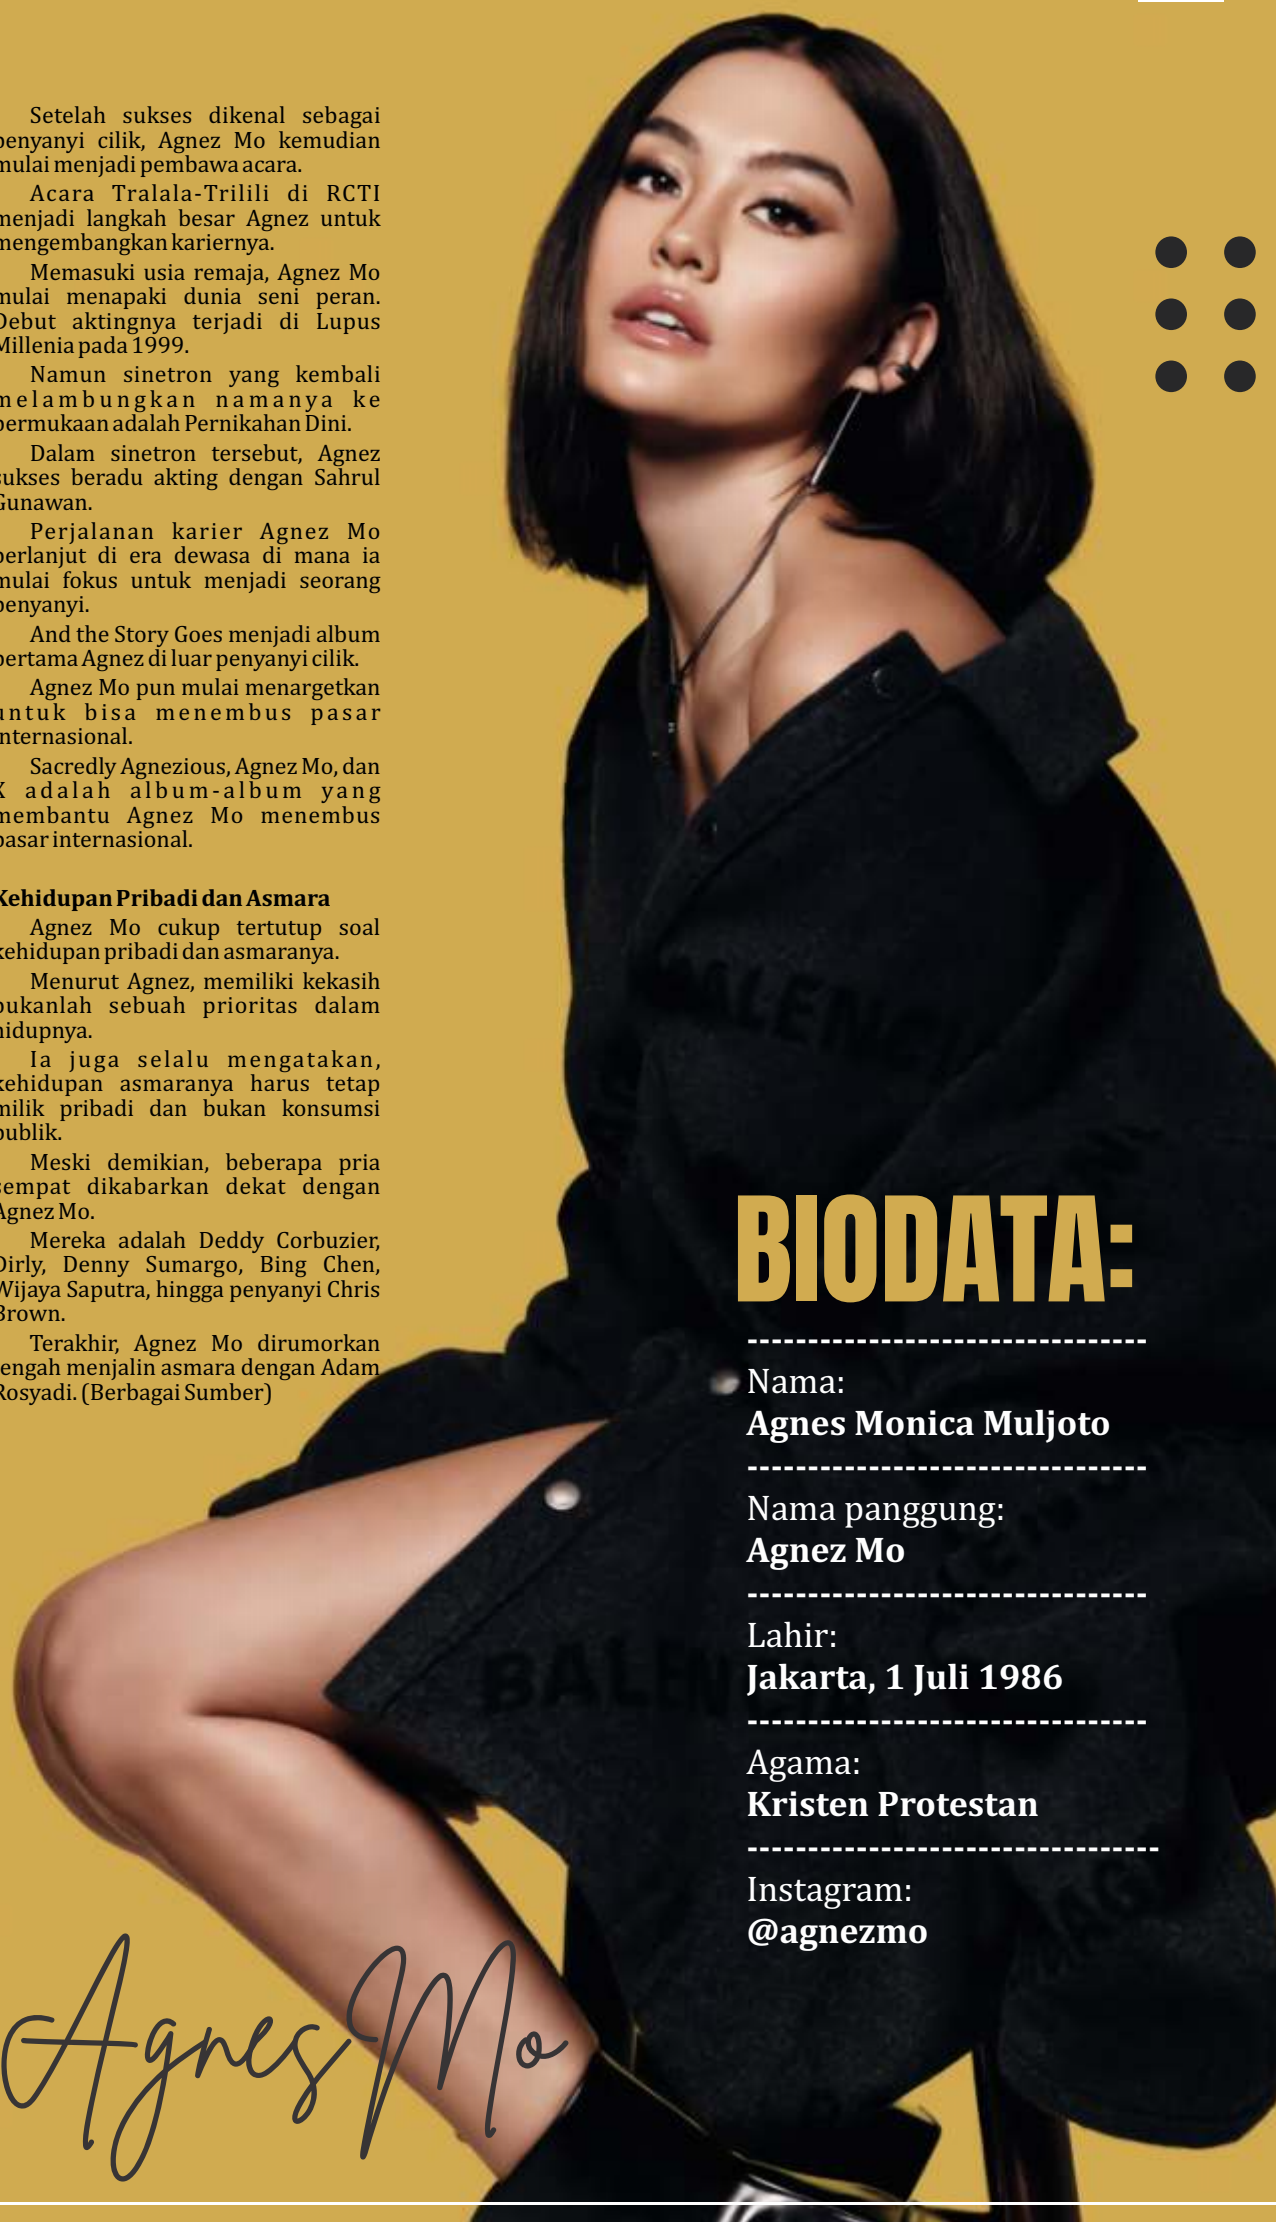 Setelah sukses dikenal sebagai
penyanyi cilik, Agnez Mo kemudian
mulai menjadi pembawa acara.
Acara Tralala-Trilili di RCTI
menjadi langkah besar Agnez untuk
mengembangkan kariernya.
Memasuki usia remaja, Agnez Mo
mulai menapaki dunia seni peran.
Debut aktingnya terjadi di Lupus
Millenia pada 1999.
Namun sinetron yang kembali
melambungkan namanya ke
permukaan adalah Pernikahan Dini.
Dalam sinetron tersebut, Agnez
sukses beradu akting dengan Sahrul
Gunawan.
Perjalanan karier Agnez Mo
berlanjut di era dewasa di mana ia
mulai fokus untuk menjadi seorang
penyanyi.
And the Story Goes menjadi album
pertama Agnez di luar penyanyi cilik.
Agnez Mo pun mulai menargetkan
untuk bisa menembus pasar
internasional.
Sacredly Agnezious, Agnez Mo, dan
X adalah album-album yang
membantu Agnez Mo menembus
pasar internasional.
Kehidupan Pribadi dan Asmara
Agnez Mo cukup tertutup soal
kehidupan pribadi dan asmaranya.
Menurut Agnez, memiliki kekasih
bukanlah sebuah prioritas dalam
hidupnya.
Ia juga selalu mengatakan,
kehidupan asmaranya harus tetap
milik pribadi dan bukan konsumsi
publik.
Meski demikian, beberapa pria
sempat dikabarkan dekat dengan
Agnez Mo.
Mereka adalah Deddy Corbuzier,
Dirly, Denny Sumargo, Bing Chen,
Wijaya Saputra, hingga penyanyi Chris
Brown.
Terakhir, Agnez Mo dirumorkan
tengah menjalin asmara dengan Adam
Rosyadi. (Berbagai Sumber)
BIODATA:
Nama:
Agnes Monica Muljoto
Nama panggung:
Agnez Mo
Lahir:
Jakarta, 1 Juli 1986
Agama:
Kristen Protestan
Instagram:
@agnezmo
Agnes Mo